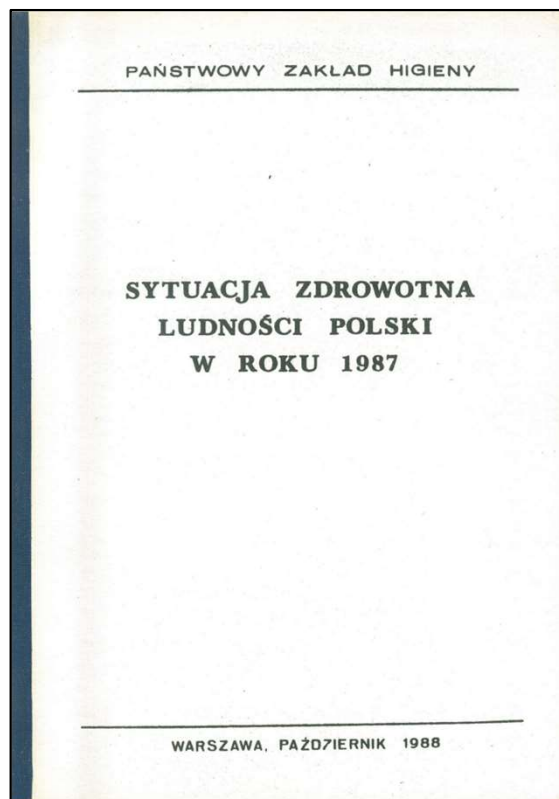 PAŃSTWOWY ZAKŁAD HIGIENY
SYTUACJA ZDROWOTNA
LUDNOŚCI POLSKI
W ROKU 1987
WARSZAWA, PAŹDZIERNIK 1988